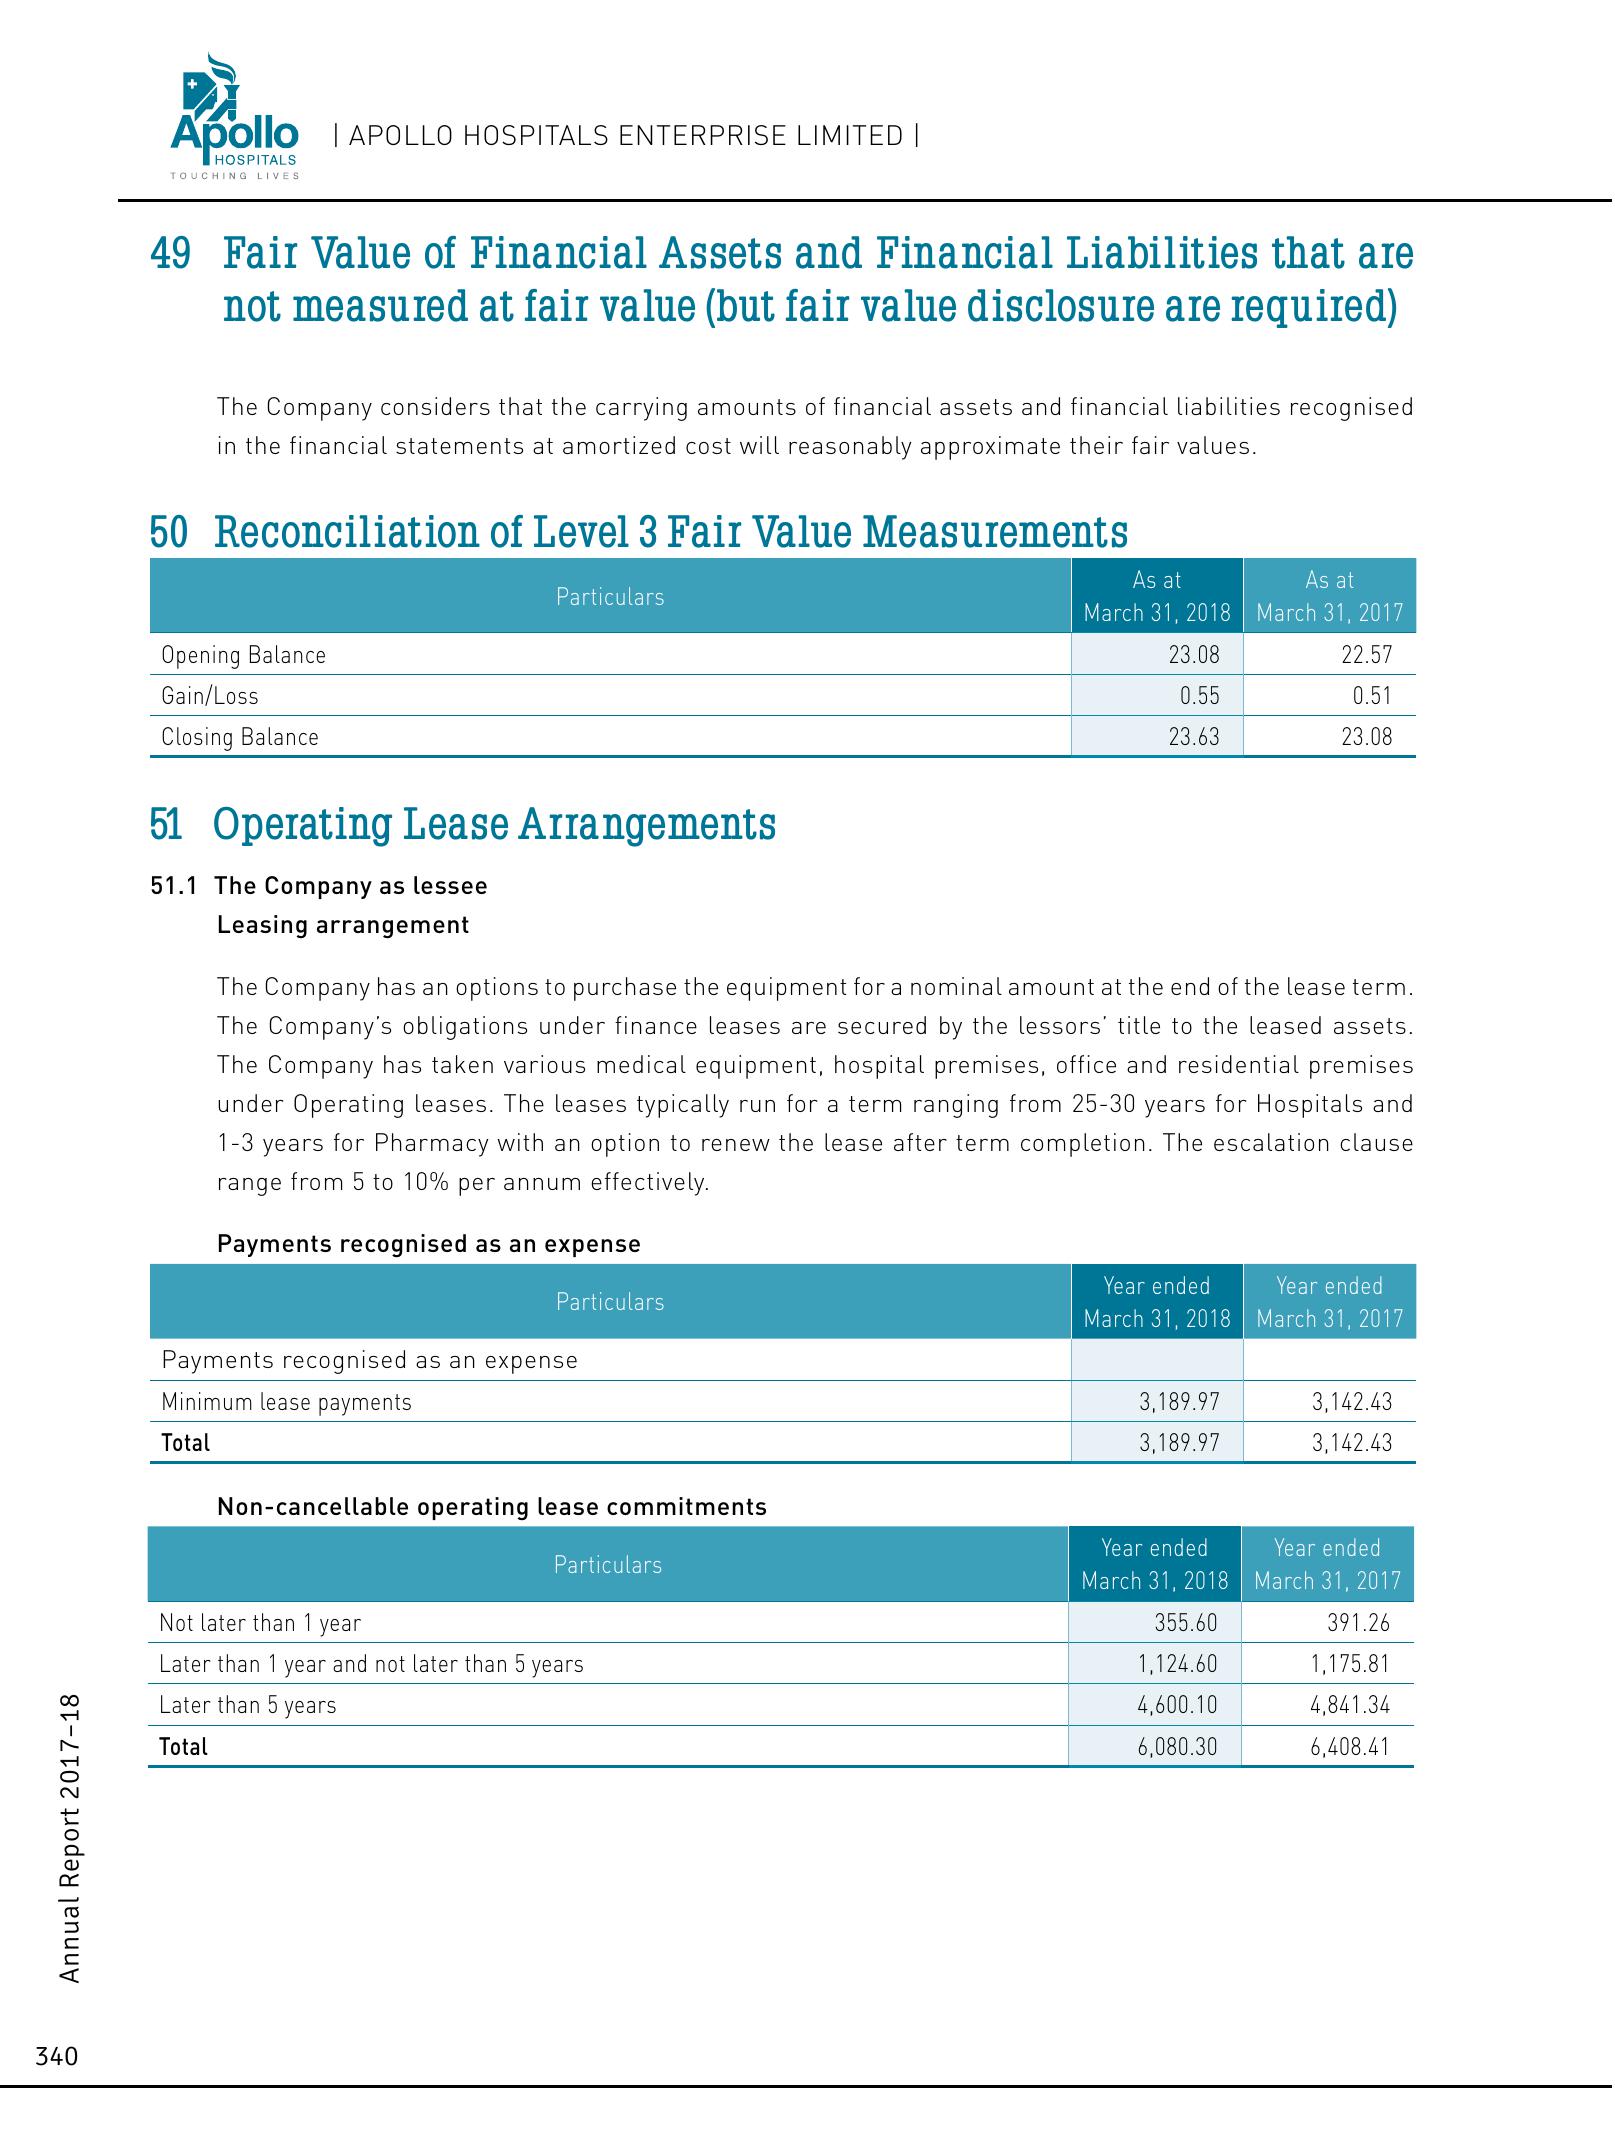 Apollo
HOSPITALS
TOUCHING LIVES
| APOLLO HOSPITALS ENTERPRISE LIMITED |
49 Fair Value of Financial Assets and Financial Liabilities that are
not measured at fair value (but fair value disclosure are required)
The Company considers that the carrying amounts of financial assets and financial liabilities recognised
in the financial statements at amortized cost will reasonably approximate their fair values.
50 Reconciliation of Level 3 Fair Value Measurements
Particulars As at March 31, 2018 As at March 31, 2017
Opening Balance 23.08 22.57
Gain/Loss 0.55 0.51
Closing Balance 23.63 23.08
51 Operating Lease Arrangements
51.1 The Company as lessee
Leasing arrangement
The Company has an options to purchase the equipment for a nominal amount at the end of the lease term.
The Company’s obligations under finance leases are secured by the lessors’ title to the leased assets.
The Company has taken various medical equipment, hospital premises, office and residential premises
under Operating leases. The leases typically run for a term ranging from 25-30 years for Hospitals and
1-3 years for Pharmacy with an option to renew the lease after term completion. The escalation clause
range from 5 to 10% per annum effectively.
Payments recognised as an expense
Particulars Year ended March 31, 2018 Year ended March 31, 2017
Payments recognised as an expense
Minimum lease payments 3,189.97 3,142.43
Total 3,189.97 3,142.43
Non-cancellable operating lease commitments
Particulars Year ended March 31, 2018 Year ended March 31, 2017
Not later than 1 year 355.60 391.26
Later than 1 year and not later than 5 years 1,124.60 1,175.81
Later than 5 years 4,600.10 4,841.34
Total 6,080.30 6,408.41
Annual Report 2017–18
340